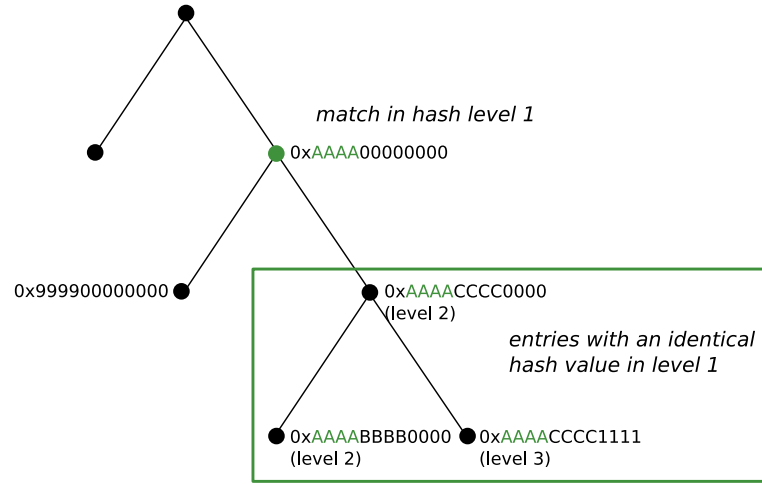 match in hash level 1
0xAAAA00000000
0x999900000000
0xAAAACCCC0000
(level 2)
entries with an identical
hash value in level 1
0xAAAABBBB0000
(level 2)
0xAAAACCCC1111
(level 3)